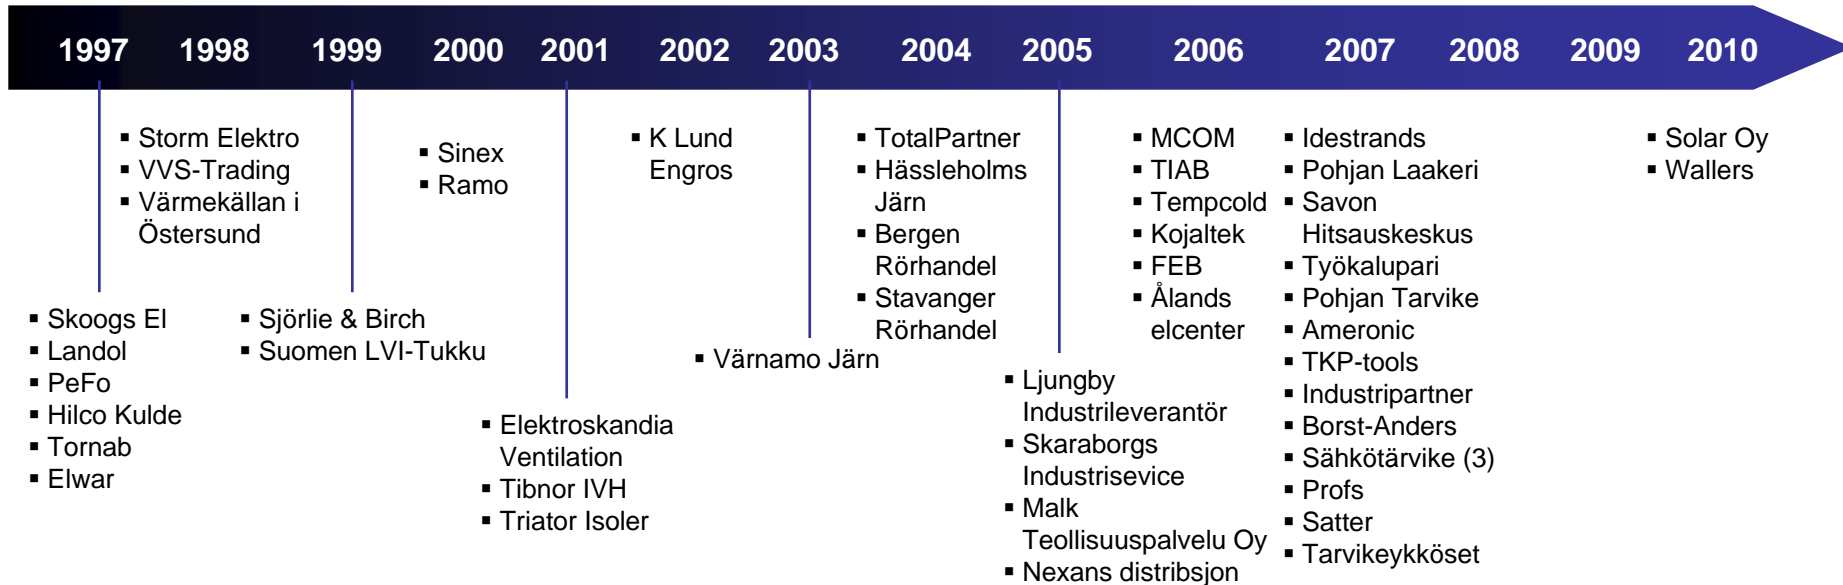 1997 1998 1999 2000 2001 2002 2003 2004 2005 2006 2007 2008 2009 2010
▪ Skoogs El
▪ Landol
▪ PeFo
▪ Hilco Kulde
▪ Tornab
▪ Elwar
▪ Storm Elektro
▪ VVS-Trading
▪ Värmekällan i
Östersund
▪ Sjörlie & Birch
▪ Suomen LVI-Tukku
▪ Sinex
▪ Ramo
▪ Elektroskandia
Ventilation
▪ Tibnor IVH
▪ Triator Isoler
▪ K Lund
Engros
▪ Värnamo Järn
▪ TotalPartner
▪ Hässleholms
Järn
▪ Bergen
Rörhandel
▪ Stavanger
Rörhandel
▪ Ljungby
Industrileverantör
▪ Skaraborgs
Industrisevice
▪ Malk
Teollisuuspalvelu Oy
▪ Nexans distribsjon
▪ MCOM
▪ TIAB
▪ Tempcold
▪ Kojaltek
▪ FEB
▪ Ålands
elcenter
▪ Idestrands
▪ Pohjan Laakeri
▪ Savon
Hitsauskeskus
▪ Työkalupari
▪ Pohjan Tarvike
▪ Ameronic
▪ TKP-tools
▪ Industripartner
▪ Borst-Anders
▪ Sähkötärvike (3)
▪ Profs
▪ Satter
▪ Tarvikeykköset
▪ Solar Oy
▪ Wallers